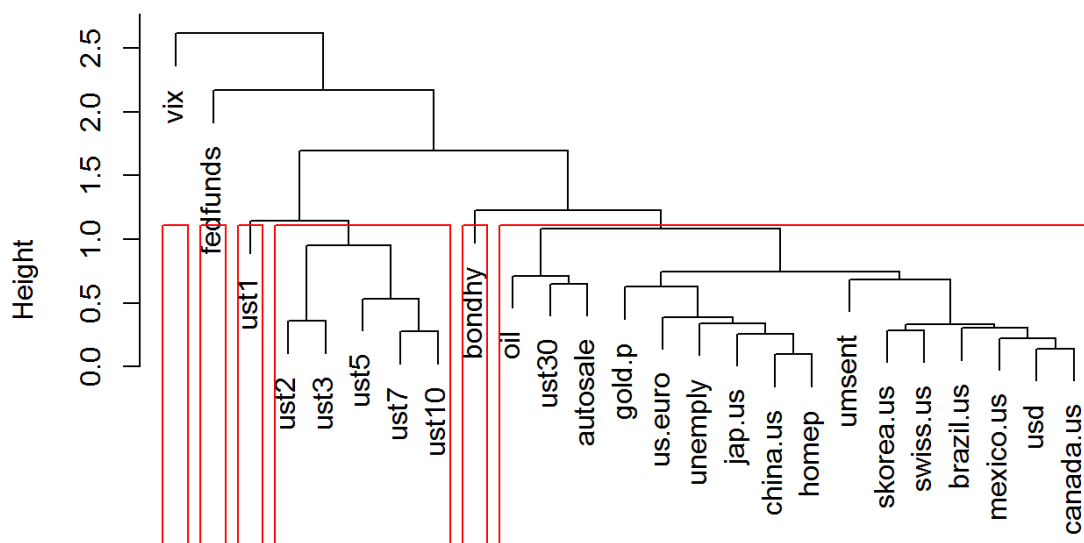 Height
2.5
2.0
1.5
1.0
0.5
0.0
vix
fedfunds
ust1
ust2
ust3
ust5
ust7
ust10
bondhy
oil
ust30
autosale
gold.p
us.euro
unemply
jap.us
china.us
homep
umsent
skorea.us
swiss.us
brazil.us
mexico.us
usd
canada.us